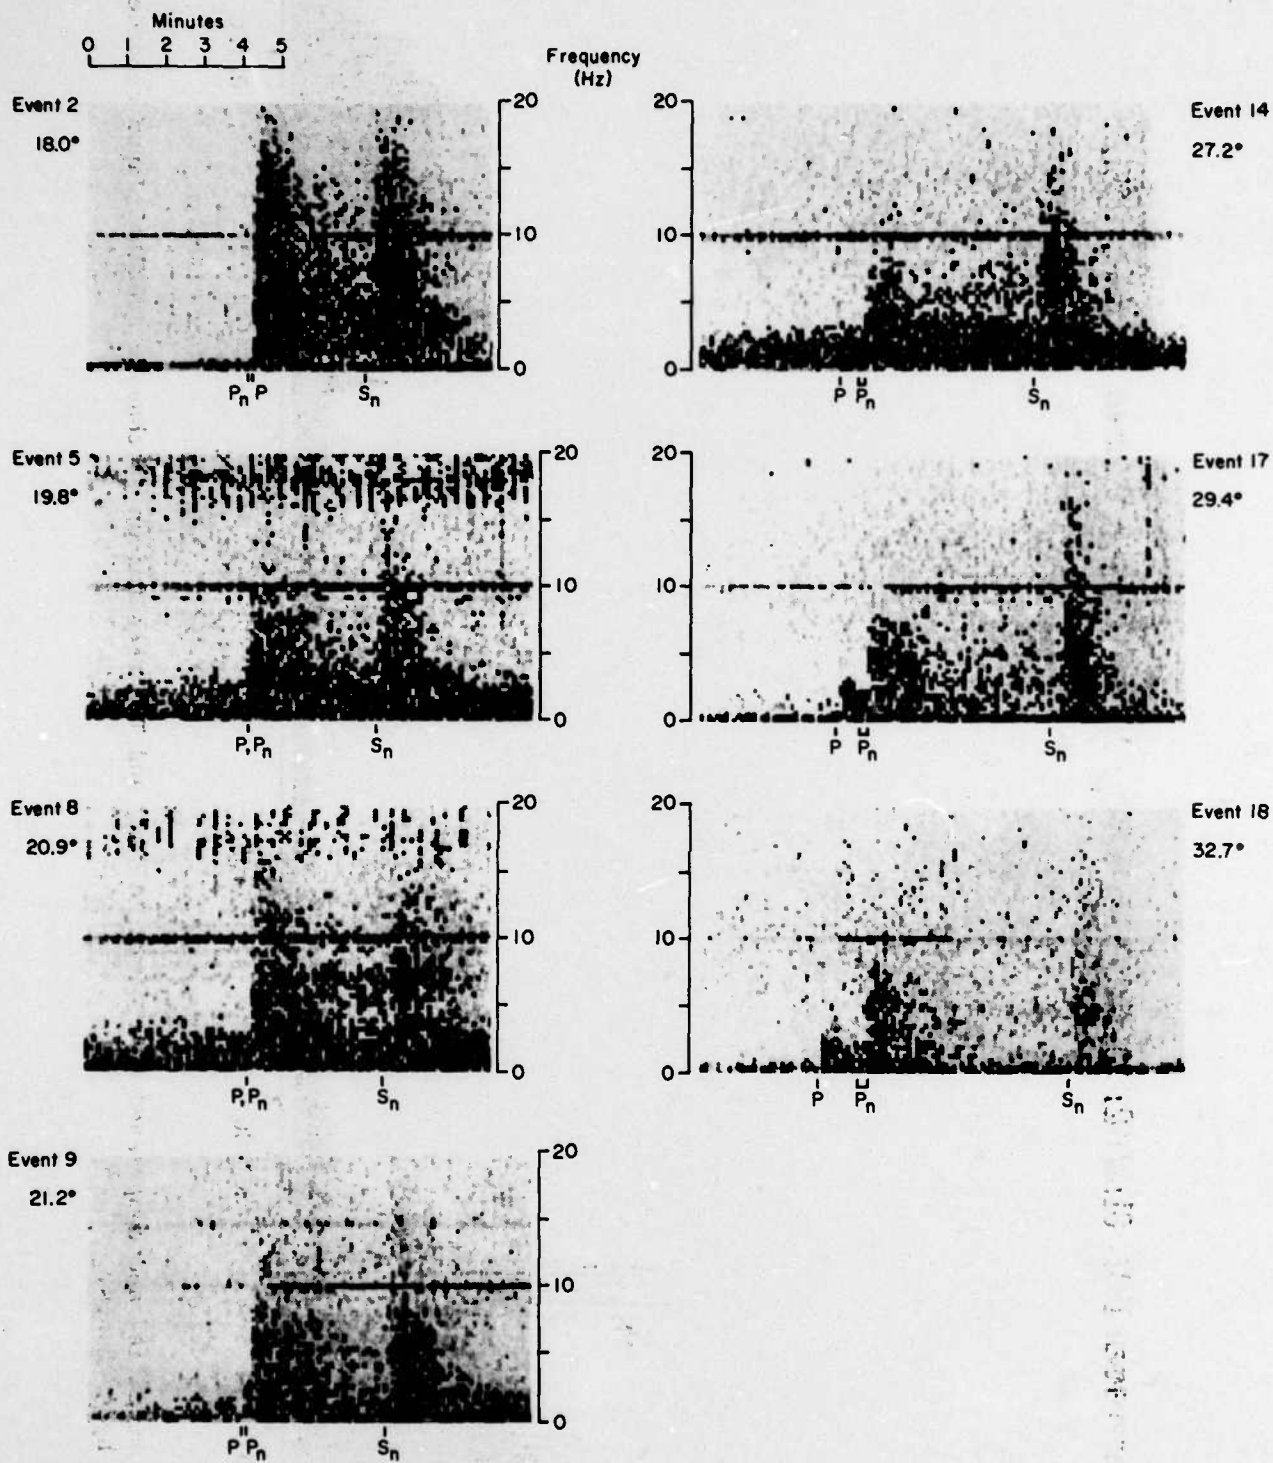 Minutes
0 1 2 3 4 5
Frequency
(Hz)
Event 2
18.0°
20
10
0
Pn P
Sn
Event 14
27.2°
20
10
0
P
Pn
Sn
Event 5
19.8°
20
10
0
P, Pn
Sn
Event 17
29.4°
20
10
0
P
Pn
Sn
Event 8
20.9°
20
10
0
P, Pn
Sn
Event 18
32.7°
20
10
0
P
Pn
Sn
Event 9
21.2°
20
10
0
P Pn
Sn